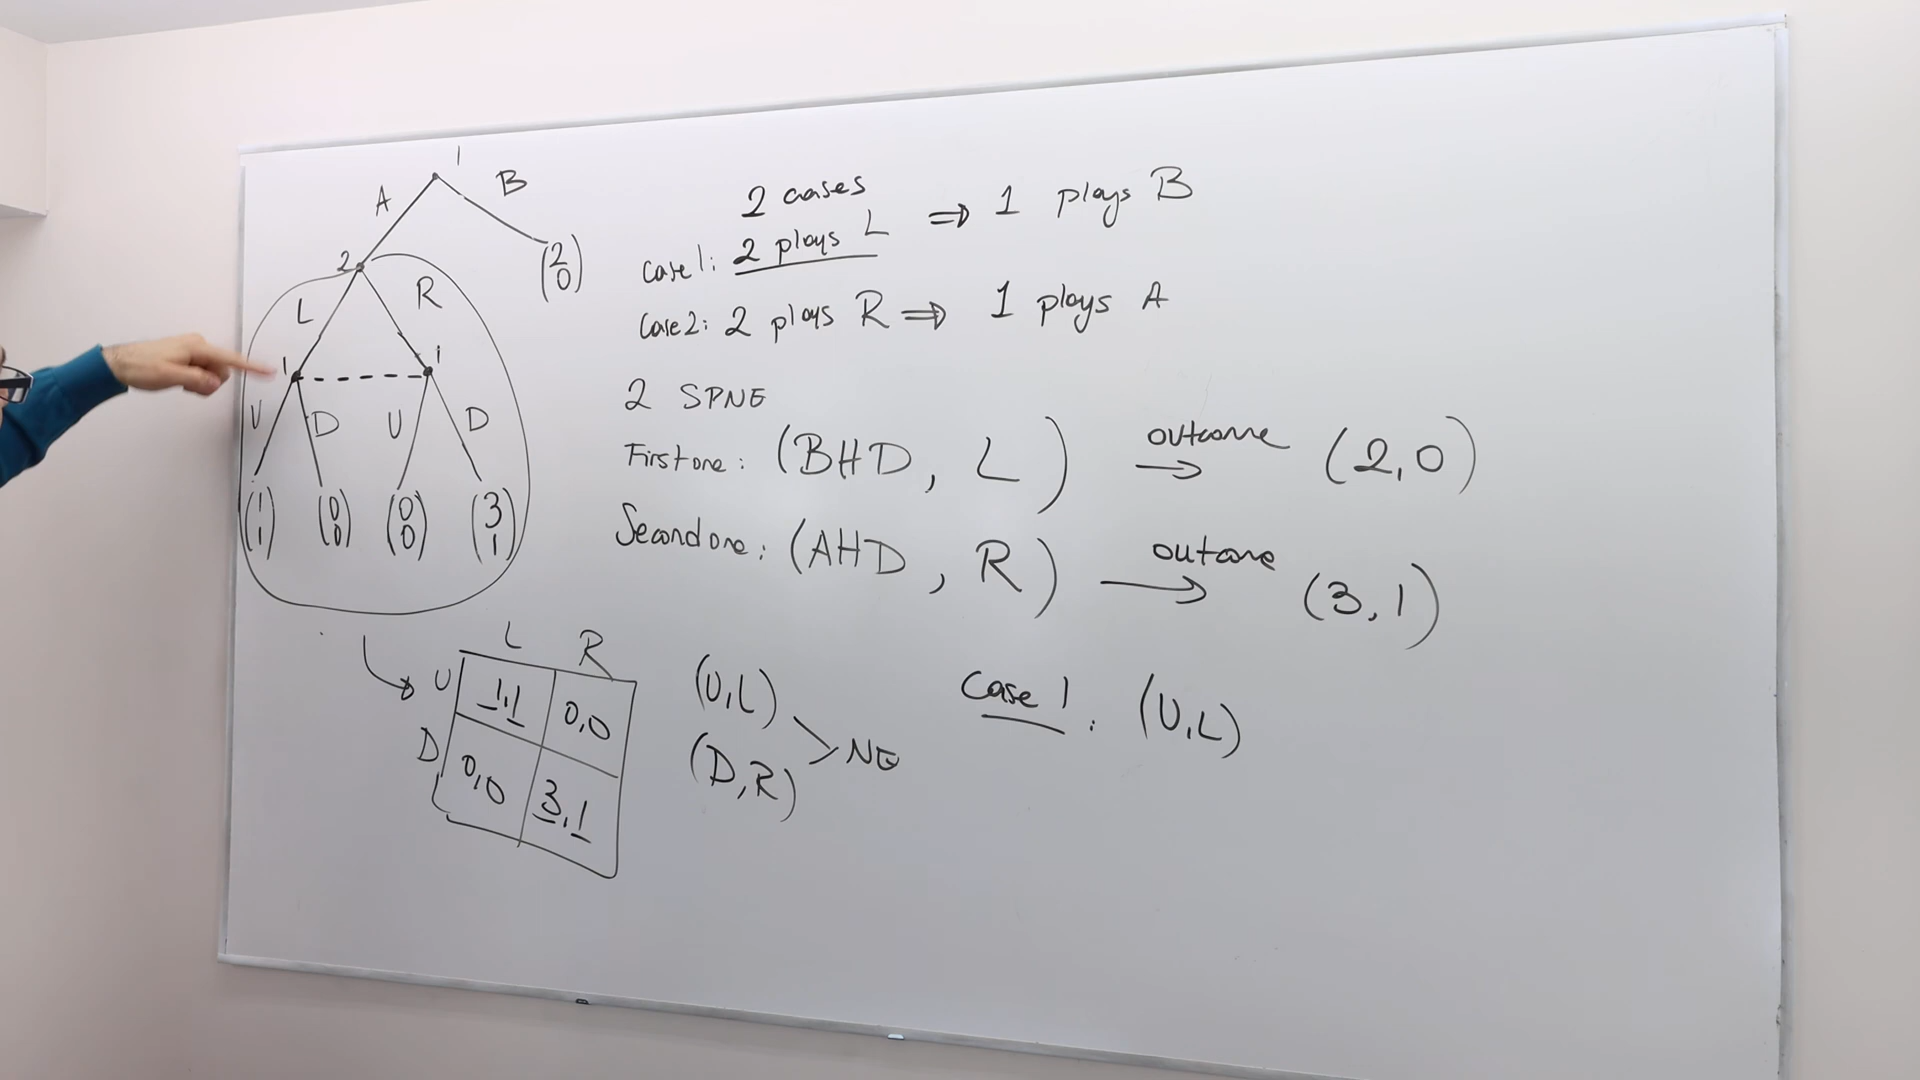 1
A B
2
(2 0)
L R
1 1
U D U D
(1 1) (0 0) (0 0) (3 1)
2 cases
Case 1: 2 plays L ⇒ 1 plays B
Case 2: 2 plays R ⇒ 1 plays A
2 SPNE
First one: (BHD, L) → outcome (2,0)
Second one: (AHD, R) → outcome (3,1)
L R
U 1,1 0,0
D 0,0 3,1
(U,L)
(D,R)
> NE
Case 1: (U,L)